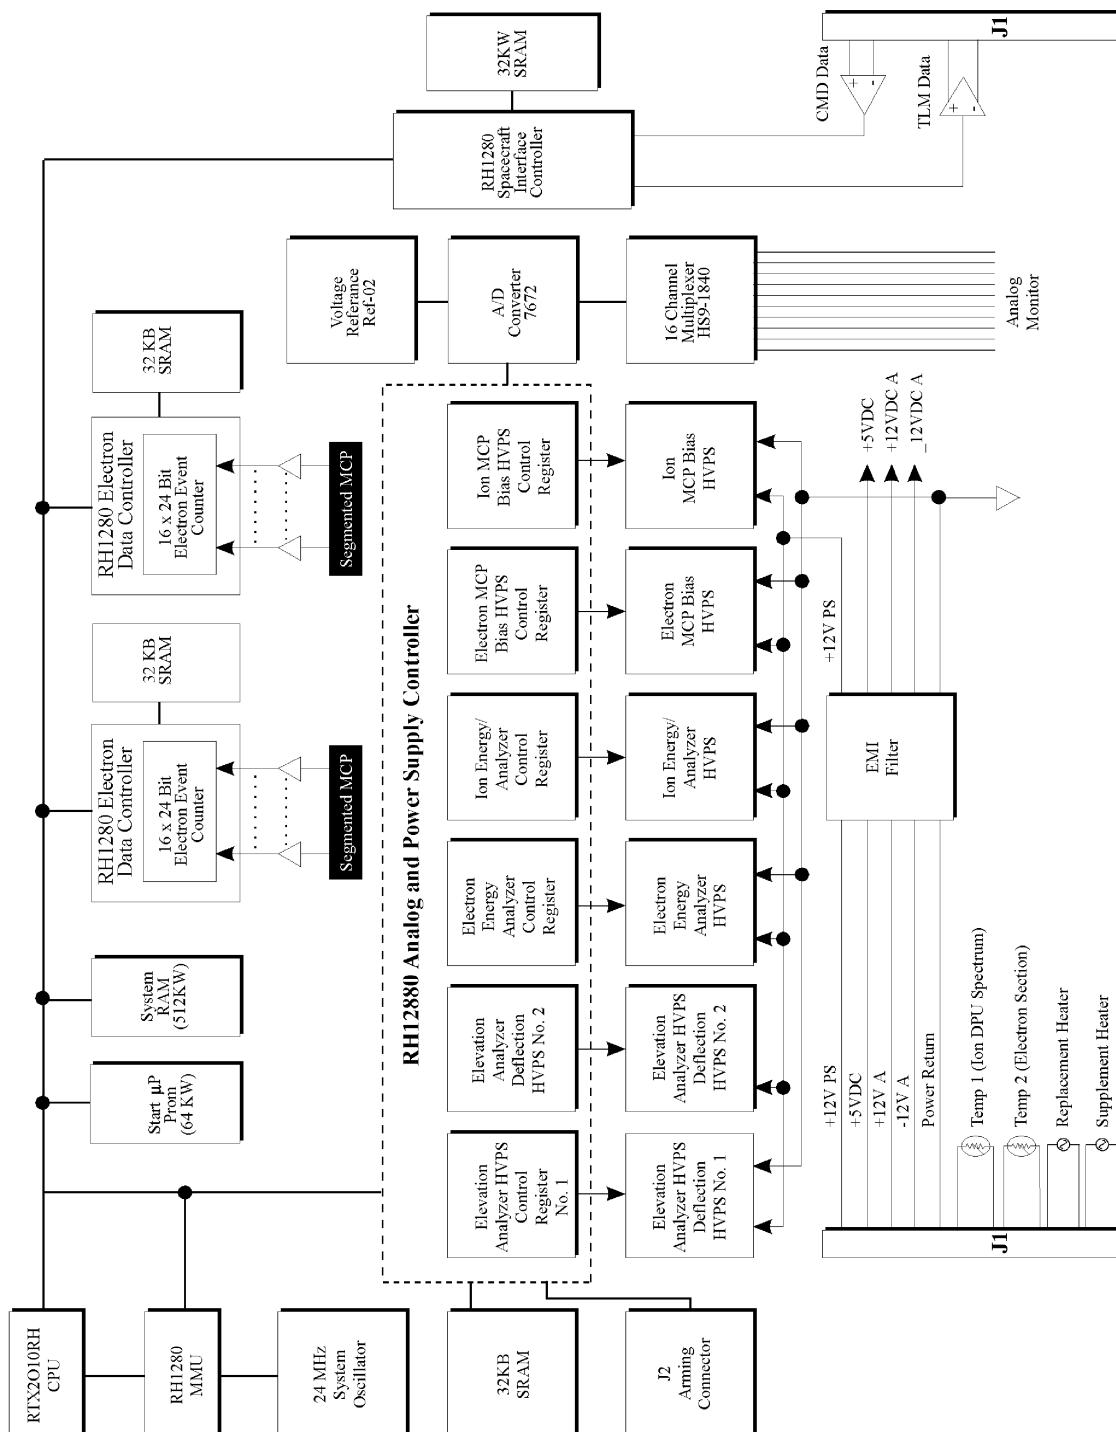 RTX2O10RH
CPU
RH1280
MMU
24 MHz
System
Oscillator
32KB
SRAM
J2
Arming
Connector
Start µP
Prom
(64 KW)
System
RAM
(512KW)
RH1280 Electron
Data Controller
16 x 24 Bit
Electron Event
Counter
32 KB
SRAM
Segmented MCP
RH1280 Electron
Data Controller
16 x 24 Bit
Electron Event
Counter
32 KB
SRAM
Segmented MCP
RH12880 Analog and Power Supply Controller
Elevation
Analyzer HVPS
Control
Register
No. 1
Elevation
Analyzer
Deflection
HVPS No. 2
Electron
Energy
Analyzer
Control
Register
Ion Energy/
Analyzer
Control
Register
Electron MCP
Bias HVPS
Control
Register
Ion MCP
Bias HVPS
Control
Register
Elevation
Analyzer HVPS
Deflection
HVPS No. 1
Elevation
Analyzer HVPS
Deflection
HVPS No. 2
Electron
Energy
Analyzer
HVPS
Ion Energy/
Analyzer
HVPS
Electron
MCP Bias
HVPS
Ion
MCP Bias
HVPS
Voltage
Referance
Ref-02
A/D
Converter
7672
16 Channel
Multiplexer
HS9-1840
Analog
Monitor
32KW
SRAM
RH1280
Spacecraft
Interface
Controller
CMD Data
+
-
TLM Data
+
-
J1
+12V PS
+5VDC
+12VDC A
_12VDC A
EMI
Filter
+12V PS
+5VDC
+12V A
-12V A
Power Return
Temp 1 (Ion DPU Spectrum)
Temp 2 (Electron Section)
Replacement Heater
Supplement Heater
J1